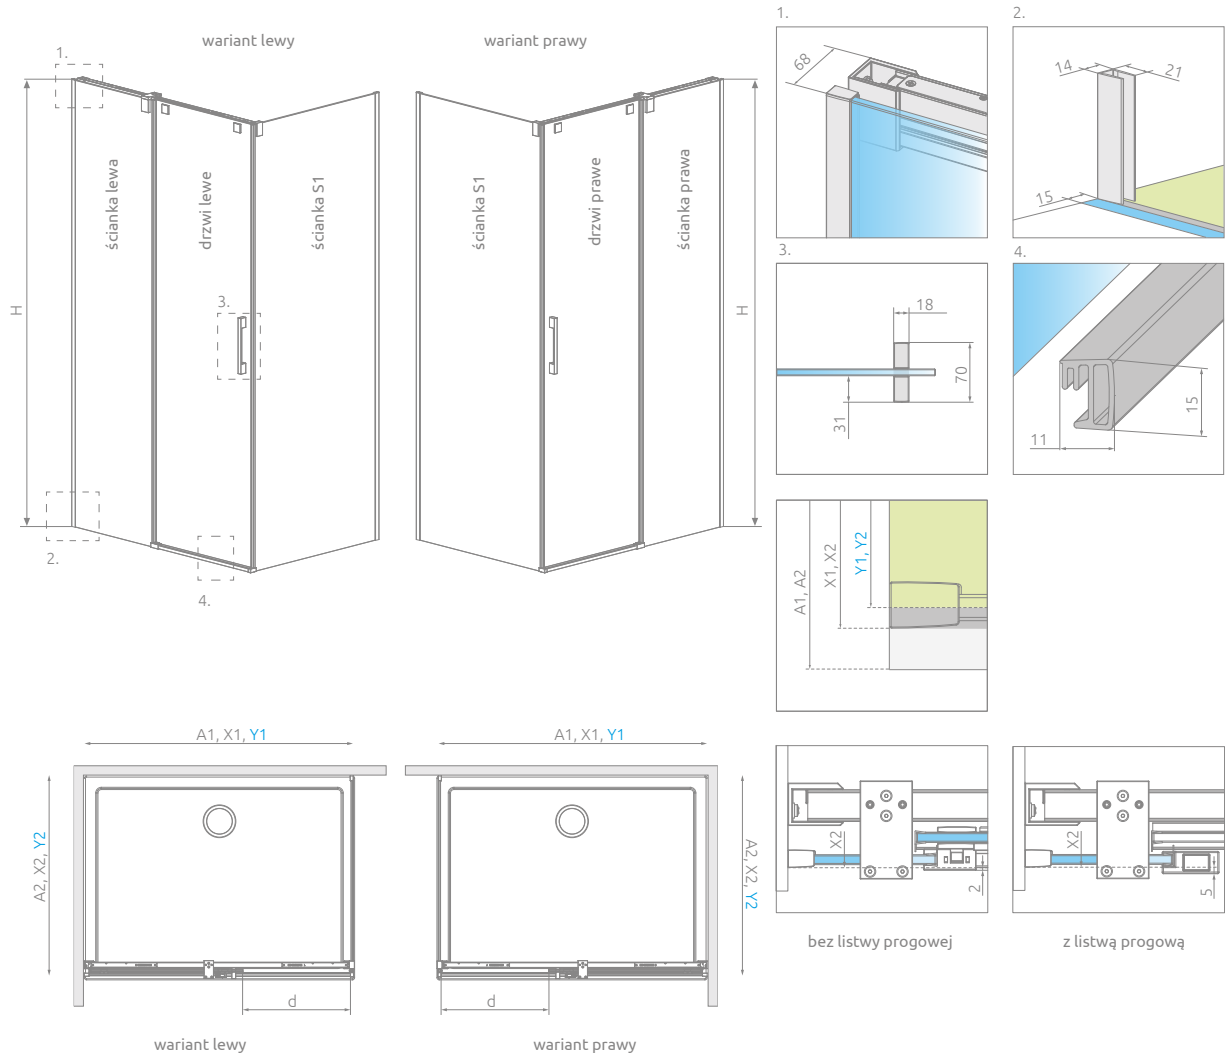 wariant lewy
wariant prawy
1.
ścianka lewa
drzwi lewe
ścianka S1
H
3.
2.
4.
ścianka S1
drzwi prawe
ścianka prawa
H
1.
68
2.
14
21
15
3.
18
70
31
4.
15
11
A1, A2
X1, X2
Y1, Y2
A1, X1, Y1
A2, X2, Y2
d
wariant lewy
A1, X1, Y1
A2, X2, Y2
d
wariant prawy
X2
2
bez listwy progowej
X2
5
z listwą progową